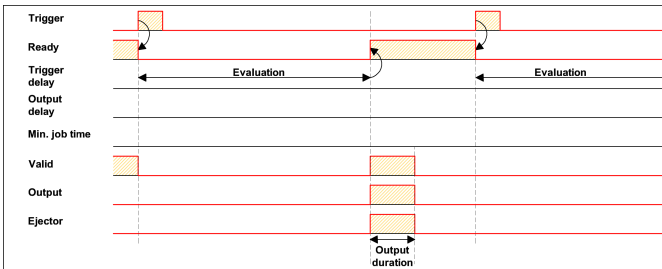 Trigger
Ready
Trigger
delay
Evaluation
Evaluation
Output
delay
Min. job time
Valid
Output
Ejector
Output
duration